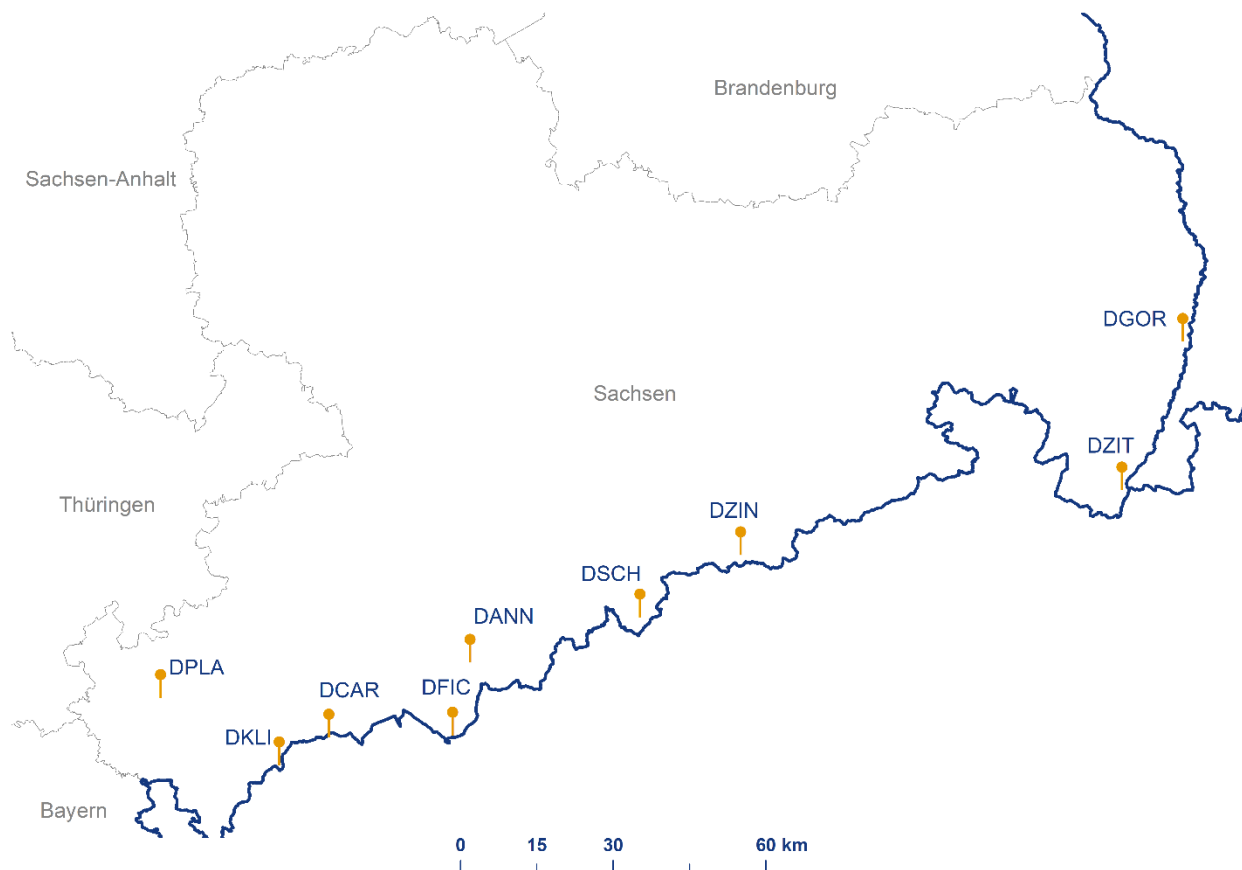 Brandenburg
Sachsen-Anhalt
DGOR
Sachsen
DZIT
Thüringen
DZIN
DSCH
DANN
DPLA
DCAR
DFIC
DKLI
Bayern
0 15 30 60 km